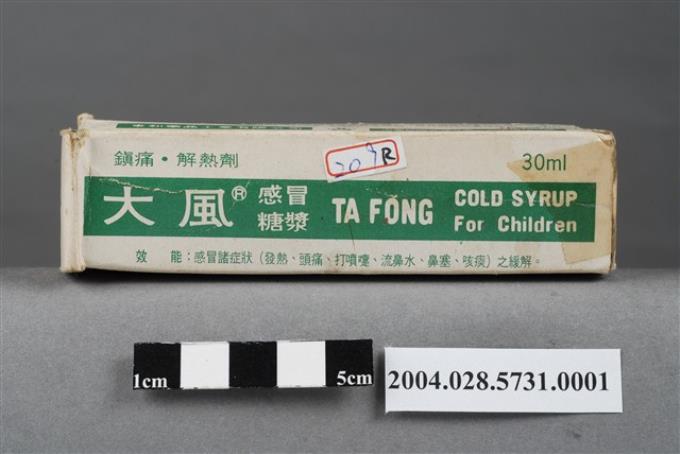 鎮痛・解熱劑
209R
30ml
大風® 感冒糖漿 TA FONG COLD SYRUP For Children
效 能：感冒諸症狀（發熱、頭痛、打噴嚏、流鼻水、鼻塞、咳痰）之緩解。
1cm 5cm
2004.028.5731.0001